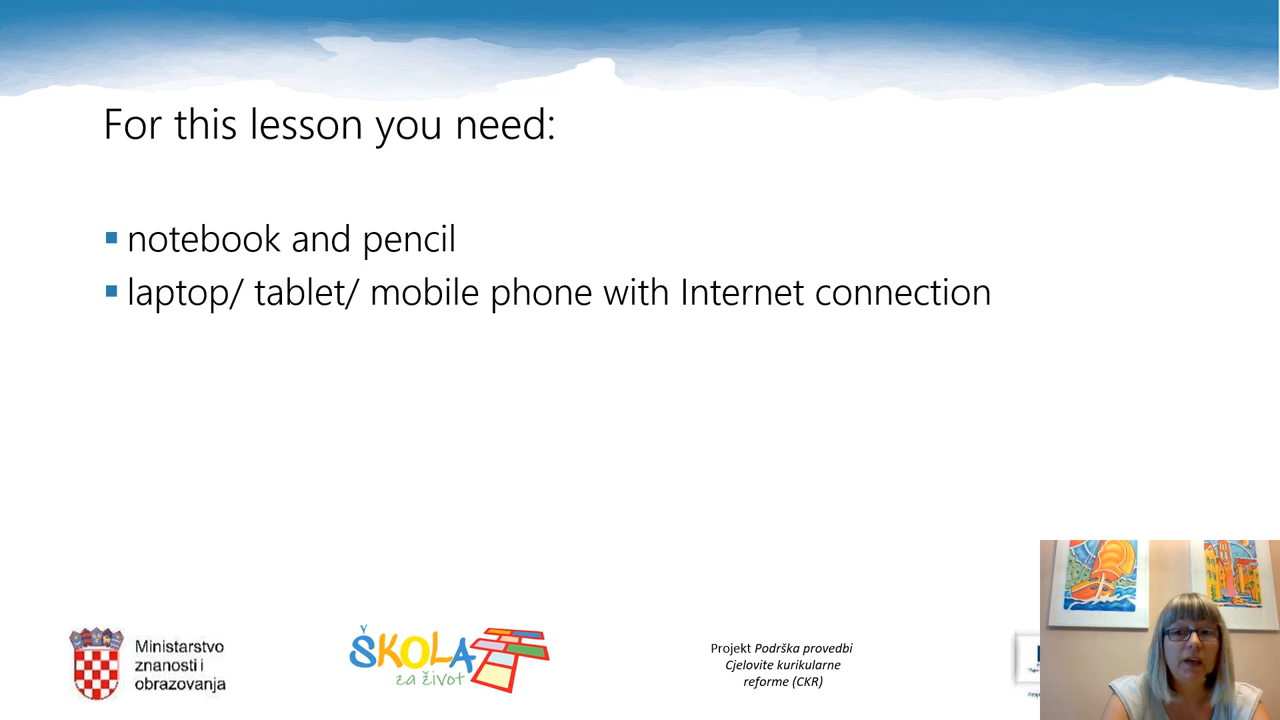 For this lesson you need:
notebook and pencil
laptop/ tablet/ mobile phone with Internet connection
Ministarstvo
znanosti i
obrazovanja
ŠKOLA
za život
Projekt Podrška provedbi
Cjelovite kurikularne
reforme (CKR)